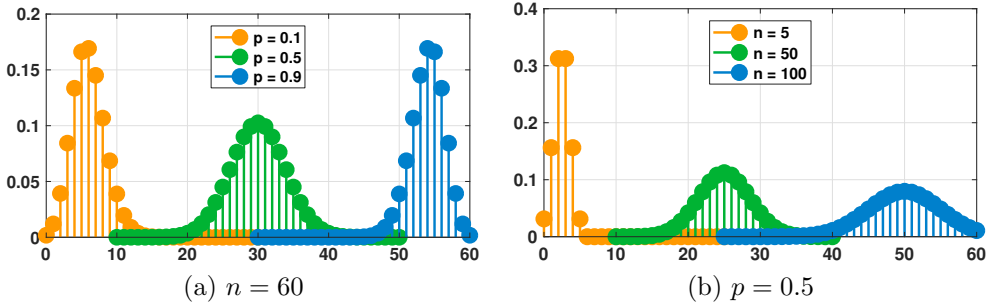 0.2
0.15
0.1
0.05
0
0 10 20 30 40 50 60
p = 0.1
p = 0.5
p = 0.9
(a) n = 60
0.4
0.3
0.2
0.1
0
0 10 20 30 40 50 60
n = 5
n = 50
n = 100
(b) p = 0.5